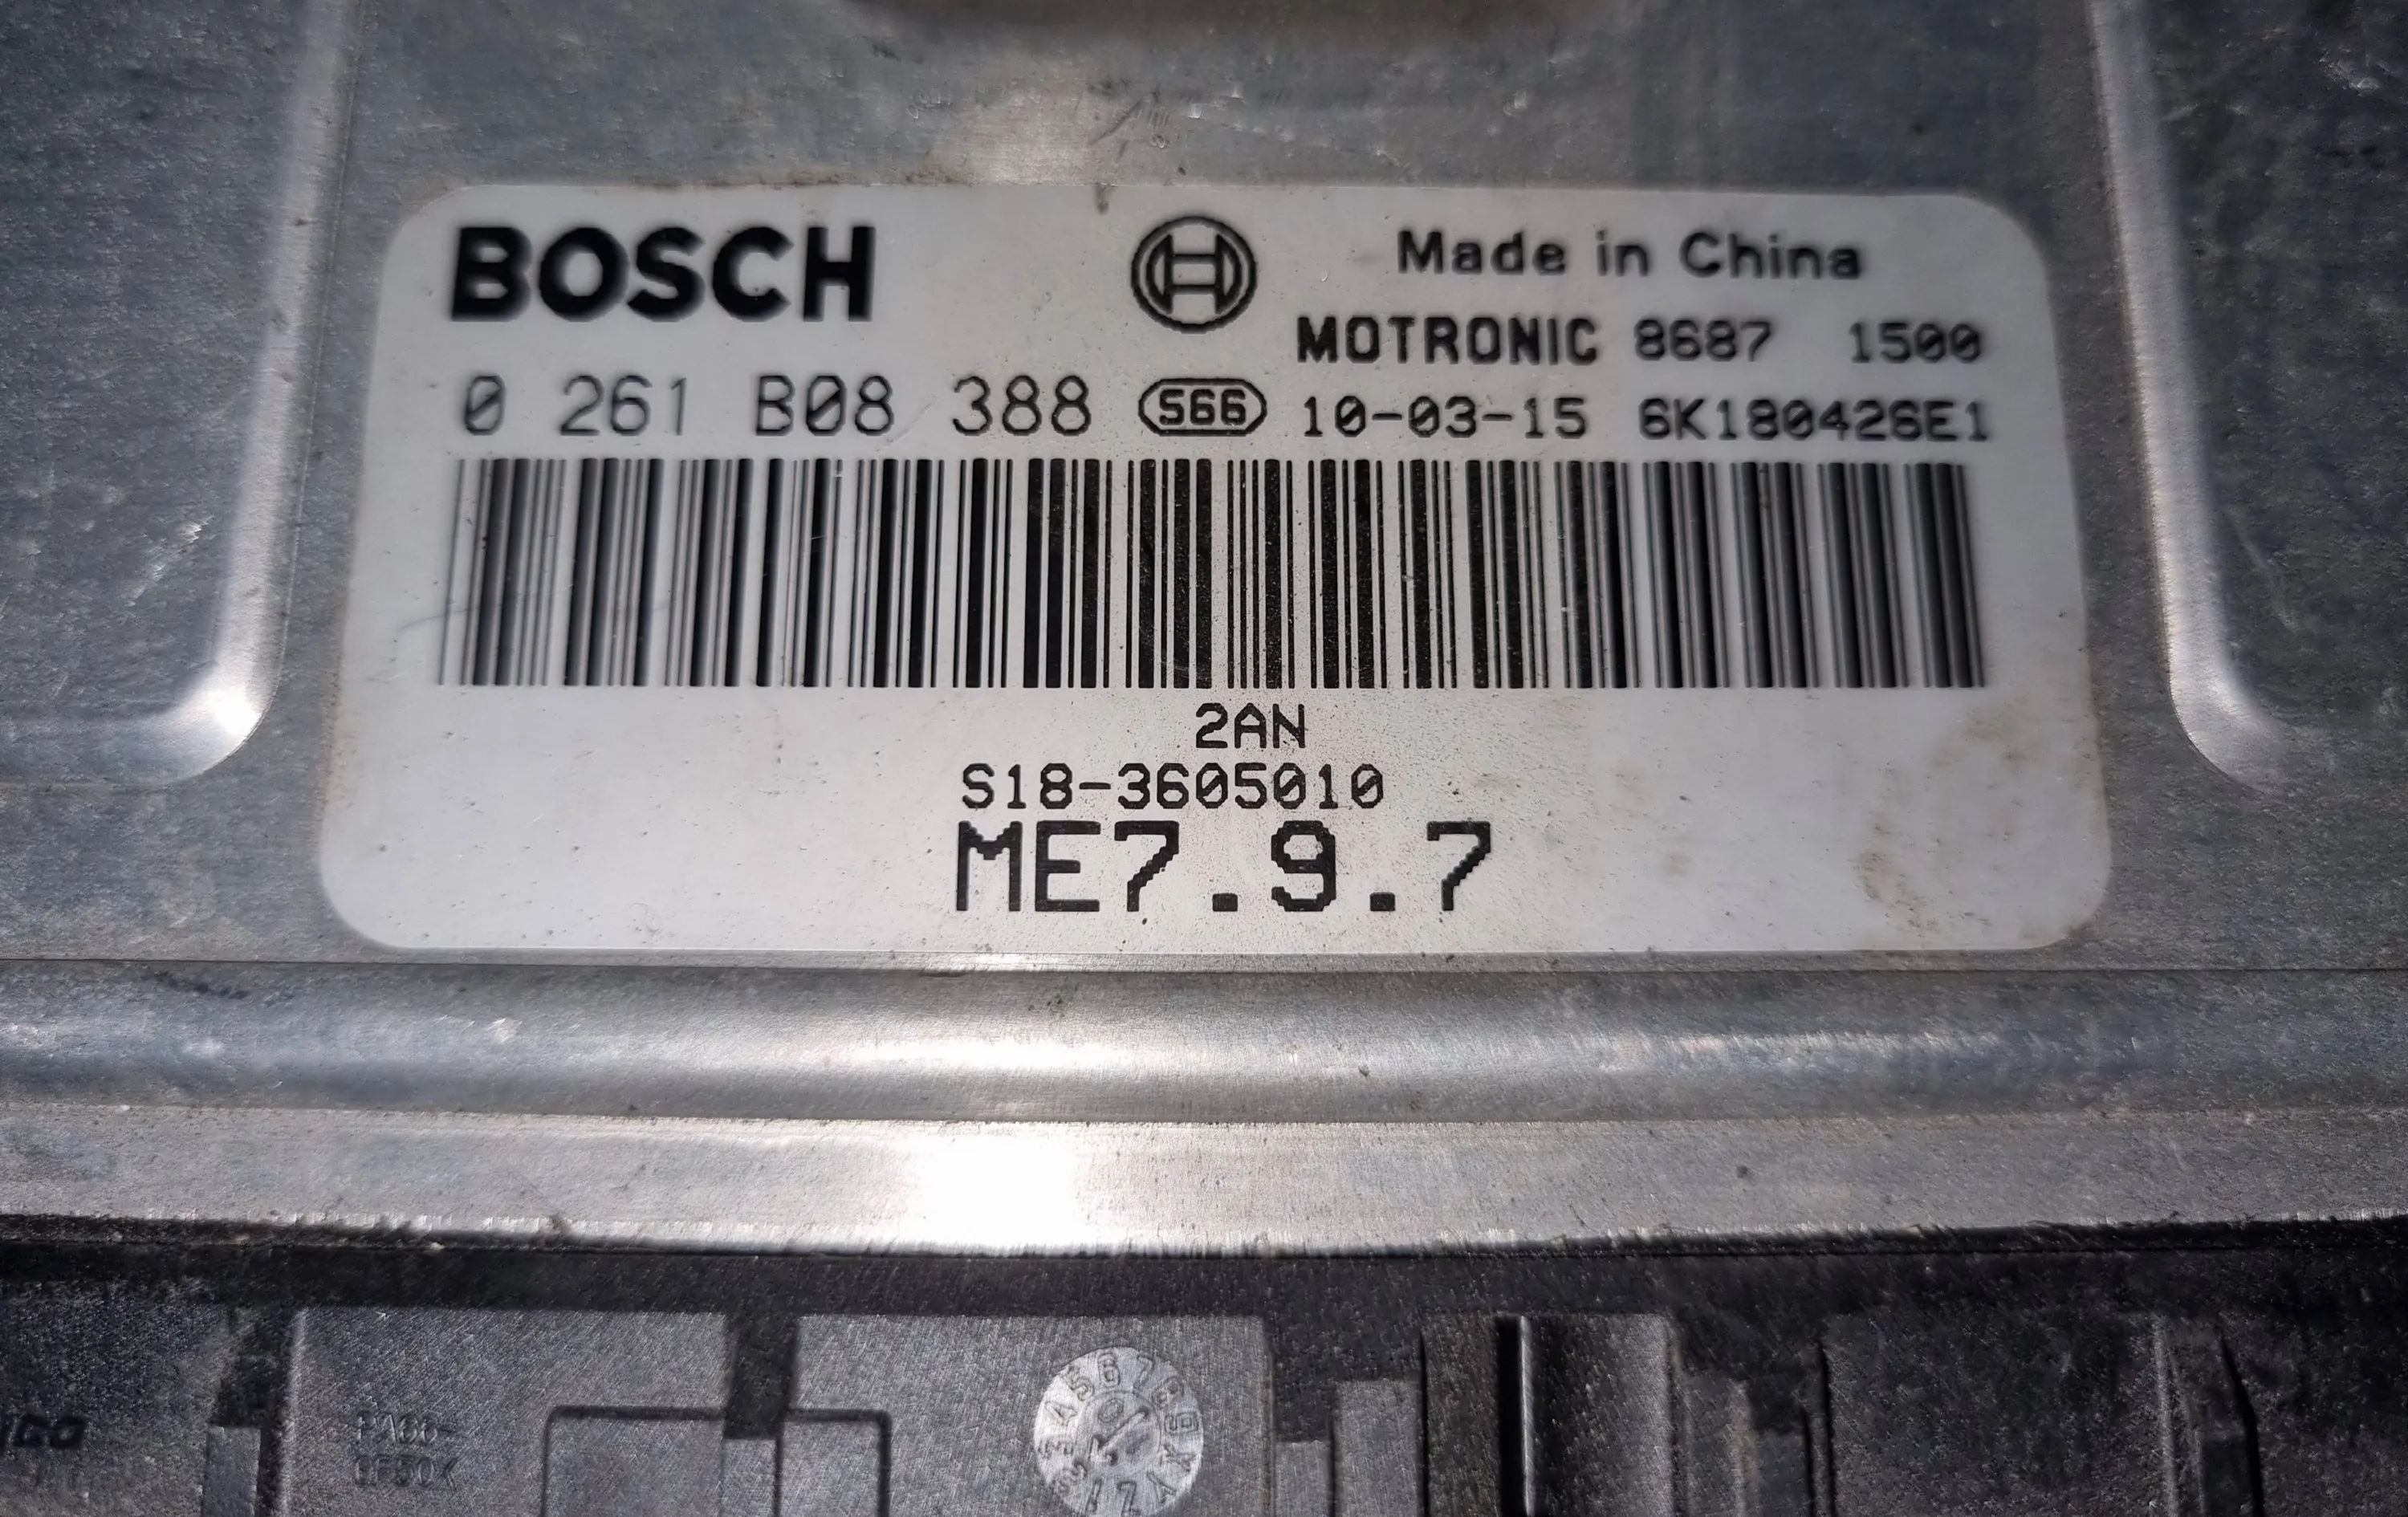 BOSCH
Made in China
MOTRONIC 8687 1500
0 261 B08 388 S66 10-03-15 6K180426E1
2AN
S18-3605010
ME7.9.7
PA66-